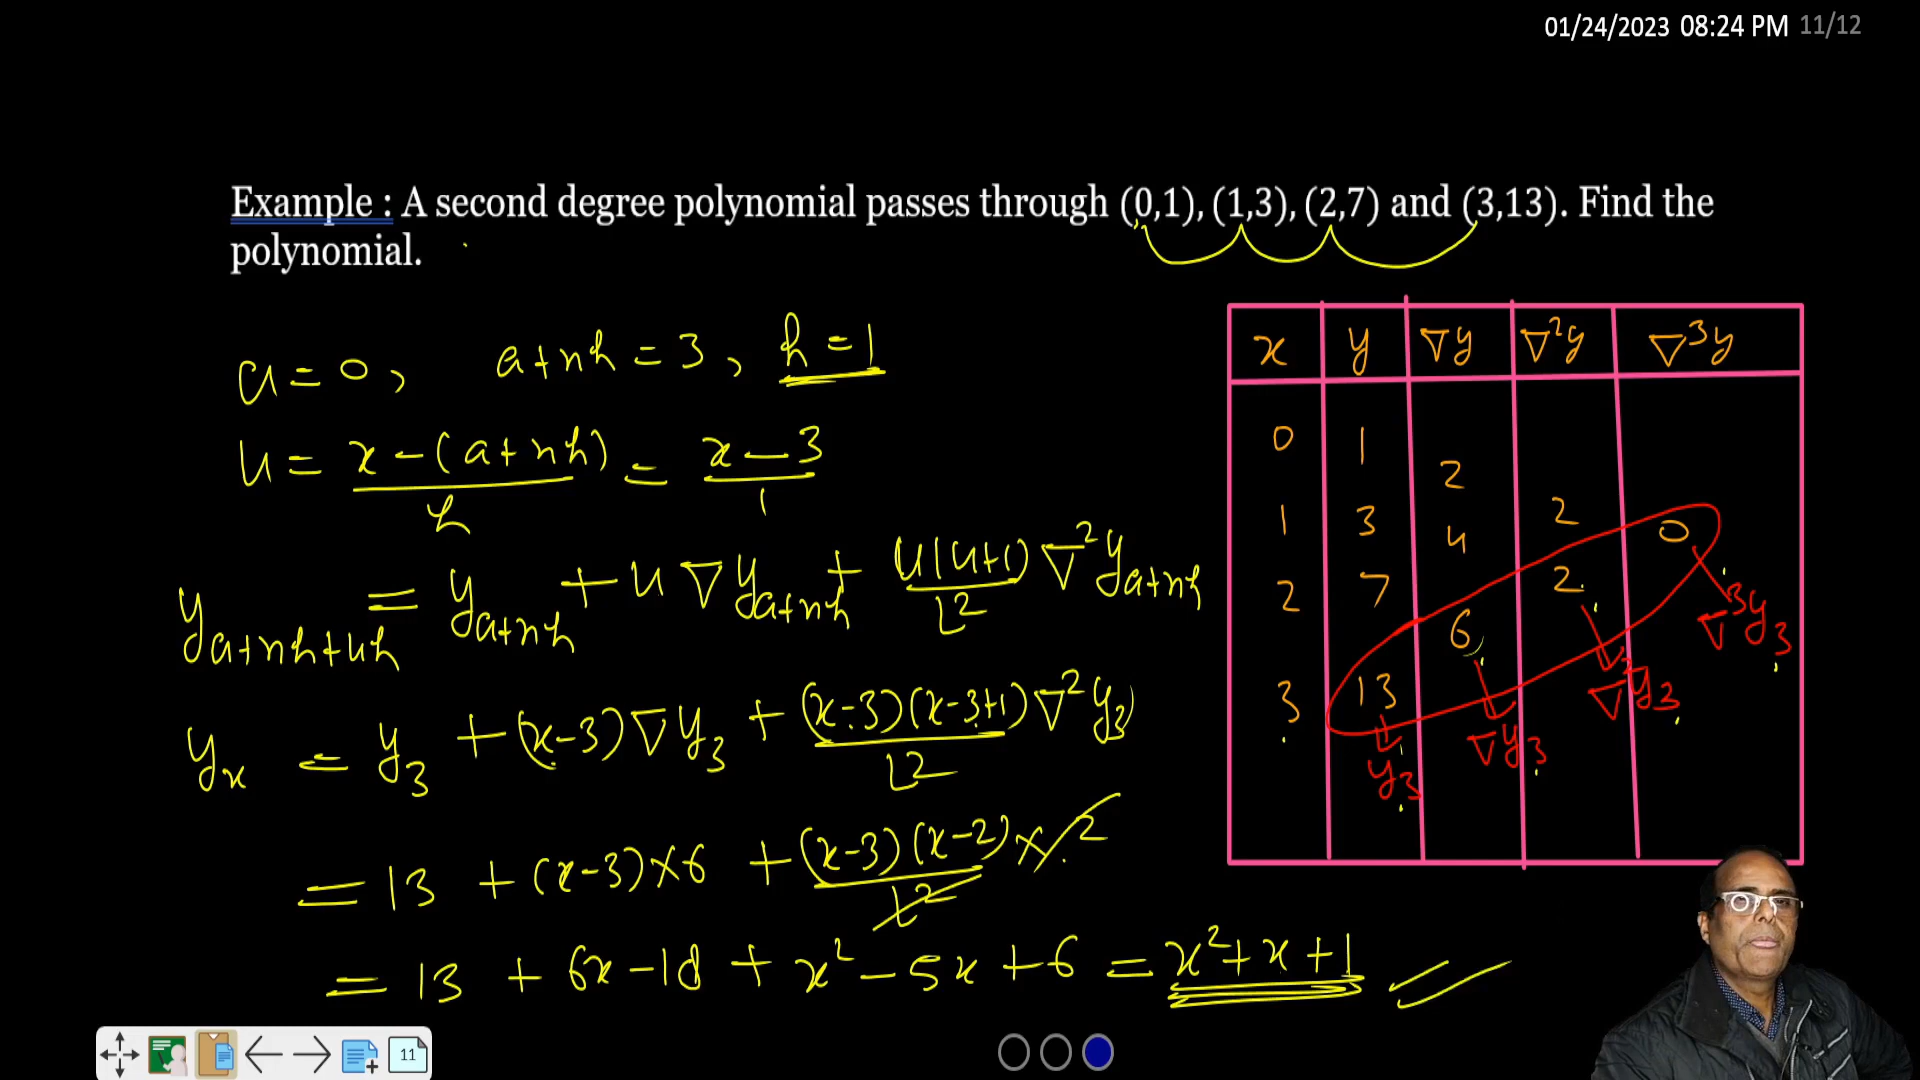 01/24/2023 08:24 PM 11/12
Example : A second degree polynomial passes through (0,1), (1,3), (2,7) and (3,13). Find the
polynomial.
a = 0, a+nh = 3, h = 1
u = x-(a+nh)/h = x-3/1
y_{a+nh+uh} = y_{a+nh} + u ∇y_{a+nh} + u(u+1)/⌊2 ∇²y_{a+nh}
y_x = y_3 + (x-3)∇y_3 + (x-3)(x-3+1)/⌊2 ∇²y_3
= 13 + (x-3)×6 + (x-3)(x-2)/⌊2 × 2
= 13 + 6x-18 + x²-5x+6 = x²+x+1
x y ∇y ∇²y ∇³y
0 1
2
1 3 2
4 0
2 7 2
6 ∇³y_3
3 13 ∇²y_3
y_3 ∇y_3
11